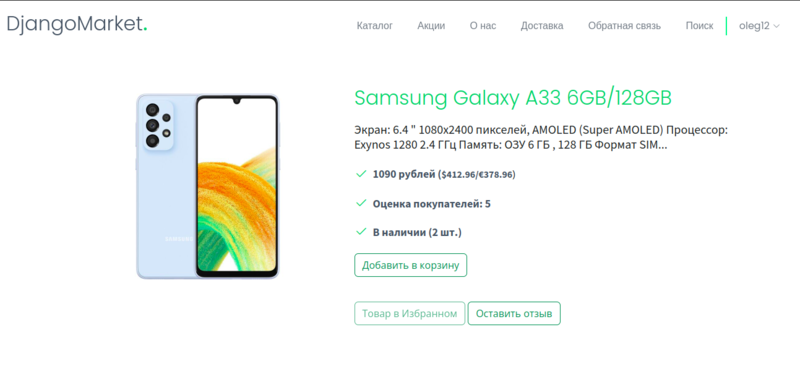 DjangoMarket.
Каталог Акции О нас Доставка Обратная связь Поиск oleg12
Samsung Galaxy A33 6GB/128GB
Экран: 6.4 " 1080x2400 пикселей, AMOLED (Super AMOLED) Процессор:
Exynos 1280 2.4 ГГц Память: ОЗУ 6 ГБ , 128 ГБ Формат SIM...
1090 рублей ($412.96/€378.96)
Оценка покупателей: 5
В наличии (2 шт.)
Добавить в корзину
Товар в Избранном Оставить отзыв
SAMSUNG